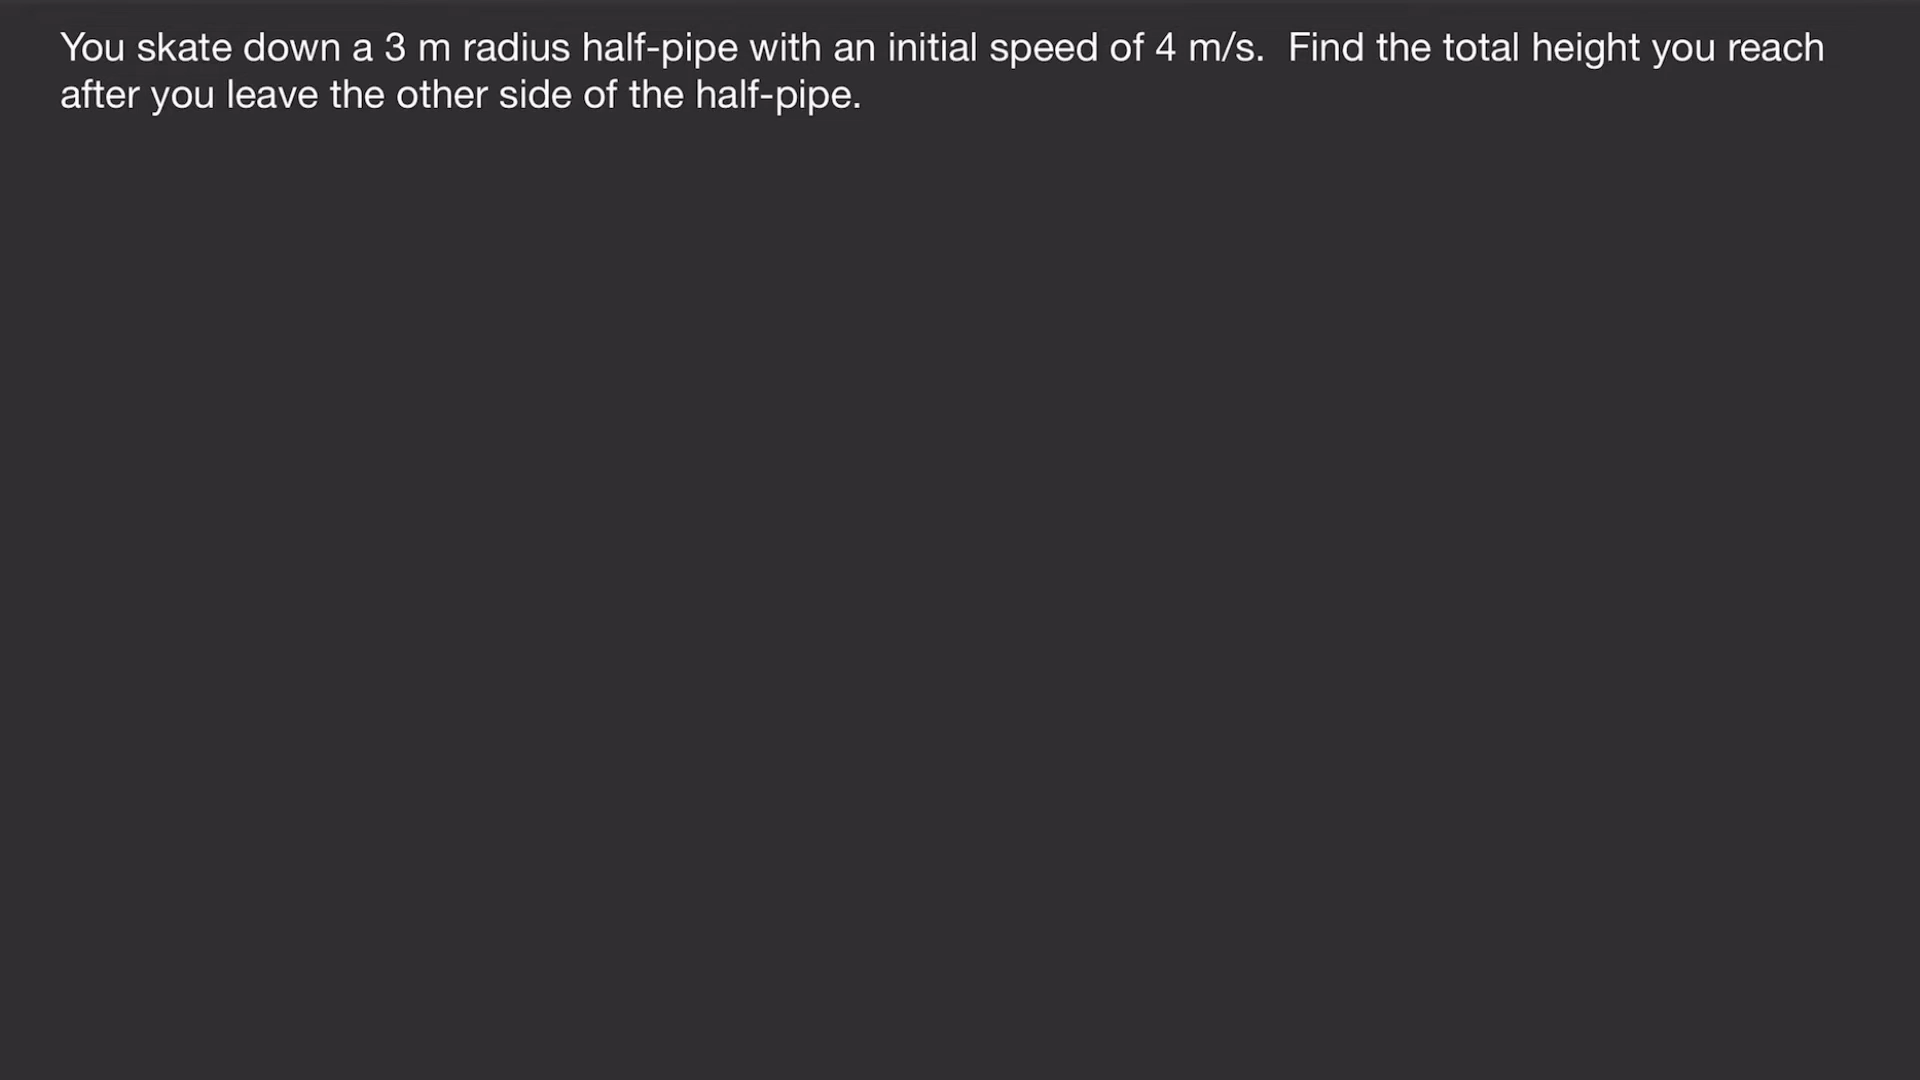 You skate down a 3 m radius half-pipe with an initial speed of 4 m/s.  Find the total height you reach
after you leave the other side of the half-pipe.